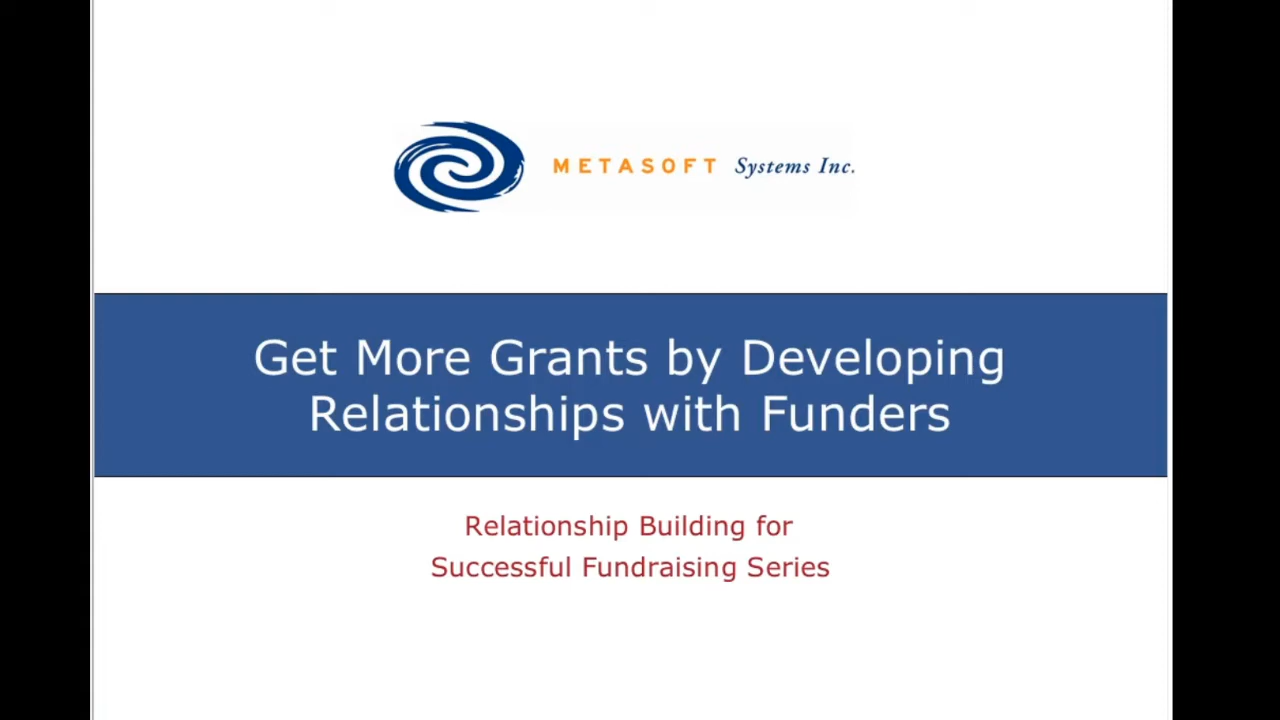 METASOFT Systems Inc.
Get More Grants by Developing
Relationships with Funders
Relationship Building for
Successful Fundraising Series